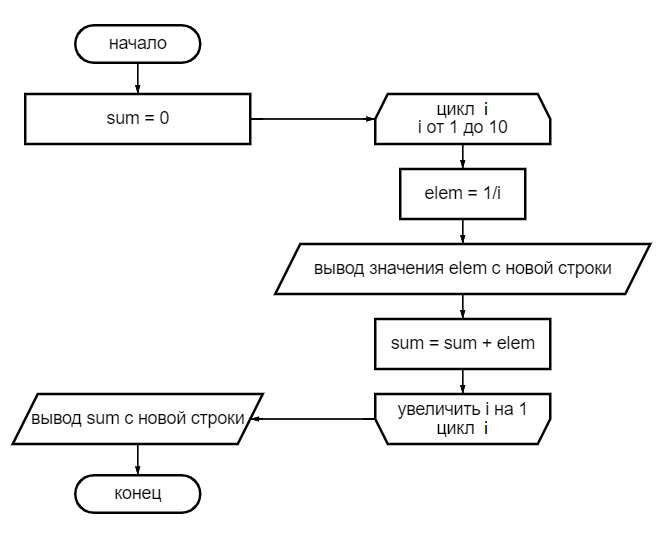 начало
sum = 0
цикл i
i от 1 до 10
elem = 1/i
вывод значения elem с новой строки
sum = sum + elem
увеличить i на 1
цикл i
вывод sum с новой строки
конец